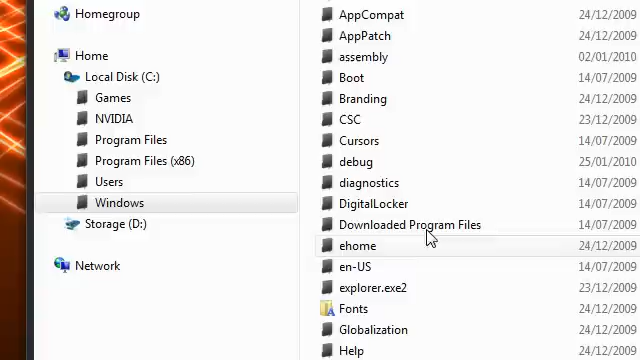 Homegroup
Home
Local Disk (C:)
Games
NVIDIA
Program Files
Program Files (x86)
Users
Windows
Storage (D:)
Network
AppCompat 24/12/2009
AppPatch 24/12/2009
assembly 02/01/2010
Boot 14/07/2009
Branding 24/12/2009
CSC 23/12/2009
Cursors 14/07/2009
debug 25/01/2010
diagnostics 14/07/2009
DigitalLocker 14/07/2009
Downloaded Program Files 14/07/2009
ehome 24/12/2009
en-US 14/07/2009
explorer.exe2 23/12/2009
Fonts 24/12/2009
Globalization 24/12/2009
Help 24/12/2009